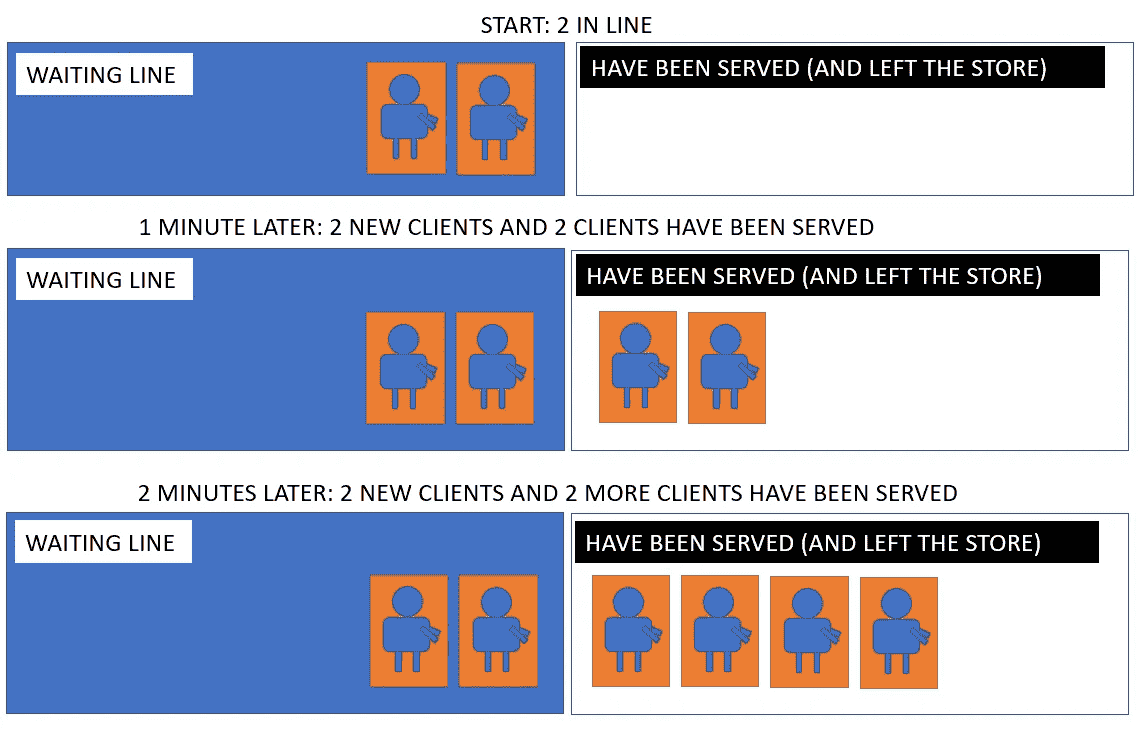 START: 2 IN LINE
WAITING LINE
HAVE BEEN SERVED (AND LEFT THE STORE)
1 MINUTE LATER: 2 NEW CLIENTS AND 2 CLIENTS HAVE BEEN SERVED
WAITING LINE
HAVE BEEN SERVED (AND LEFT THE STORE)
2 MINUTES LATER: 2 NEW CLIENTS AND 2 MORE CLIENTS HAVE BEEN SERVED
WAITING LINE
HAVE BEEN SERVED (AND LEFT THE STORE)